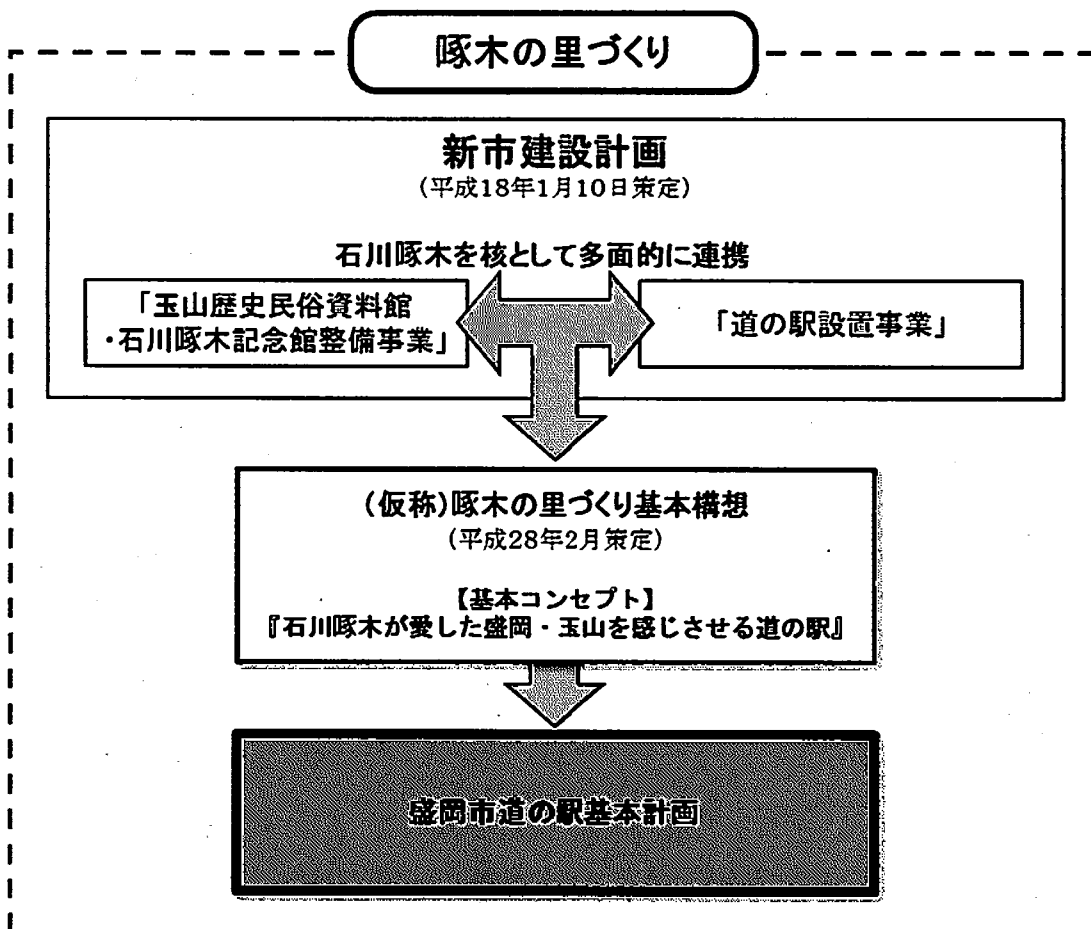 啄木の里づくり
新市建設計画
(平成18年1月10日策定)
石川啄木を核として多面的に連携
「玉山歴史民俗資料館
・石川啄木記念館整備事業」
「道の駅設置事業」
(仮称)啄木の里づくり基本構想
(平成28年2月策定)
【基本コンセプト】
『石川啄木が愛した盛岡・玉山を感じさせる道の駅』
盛岡市道の駅基本計画